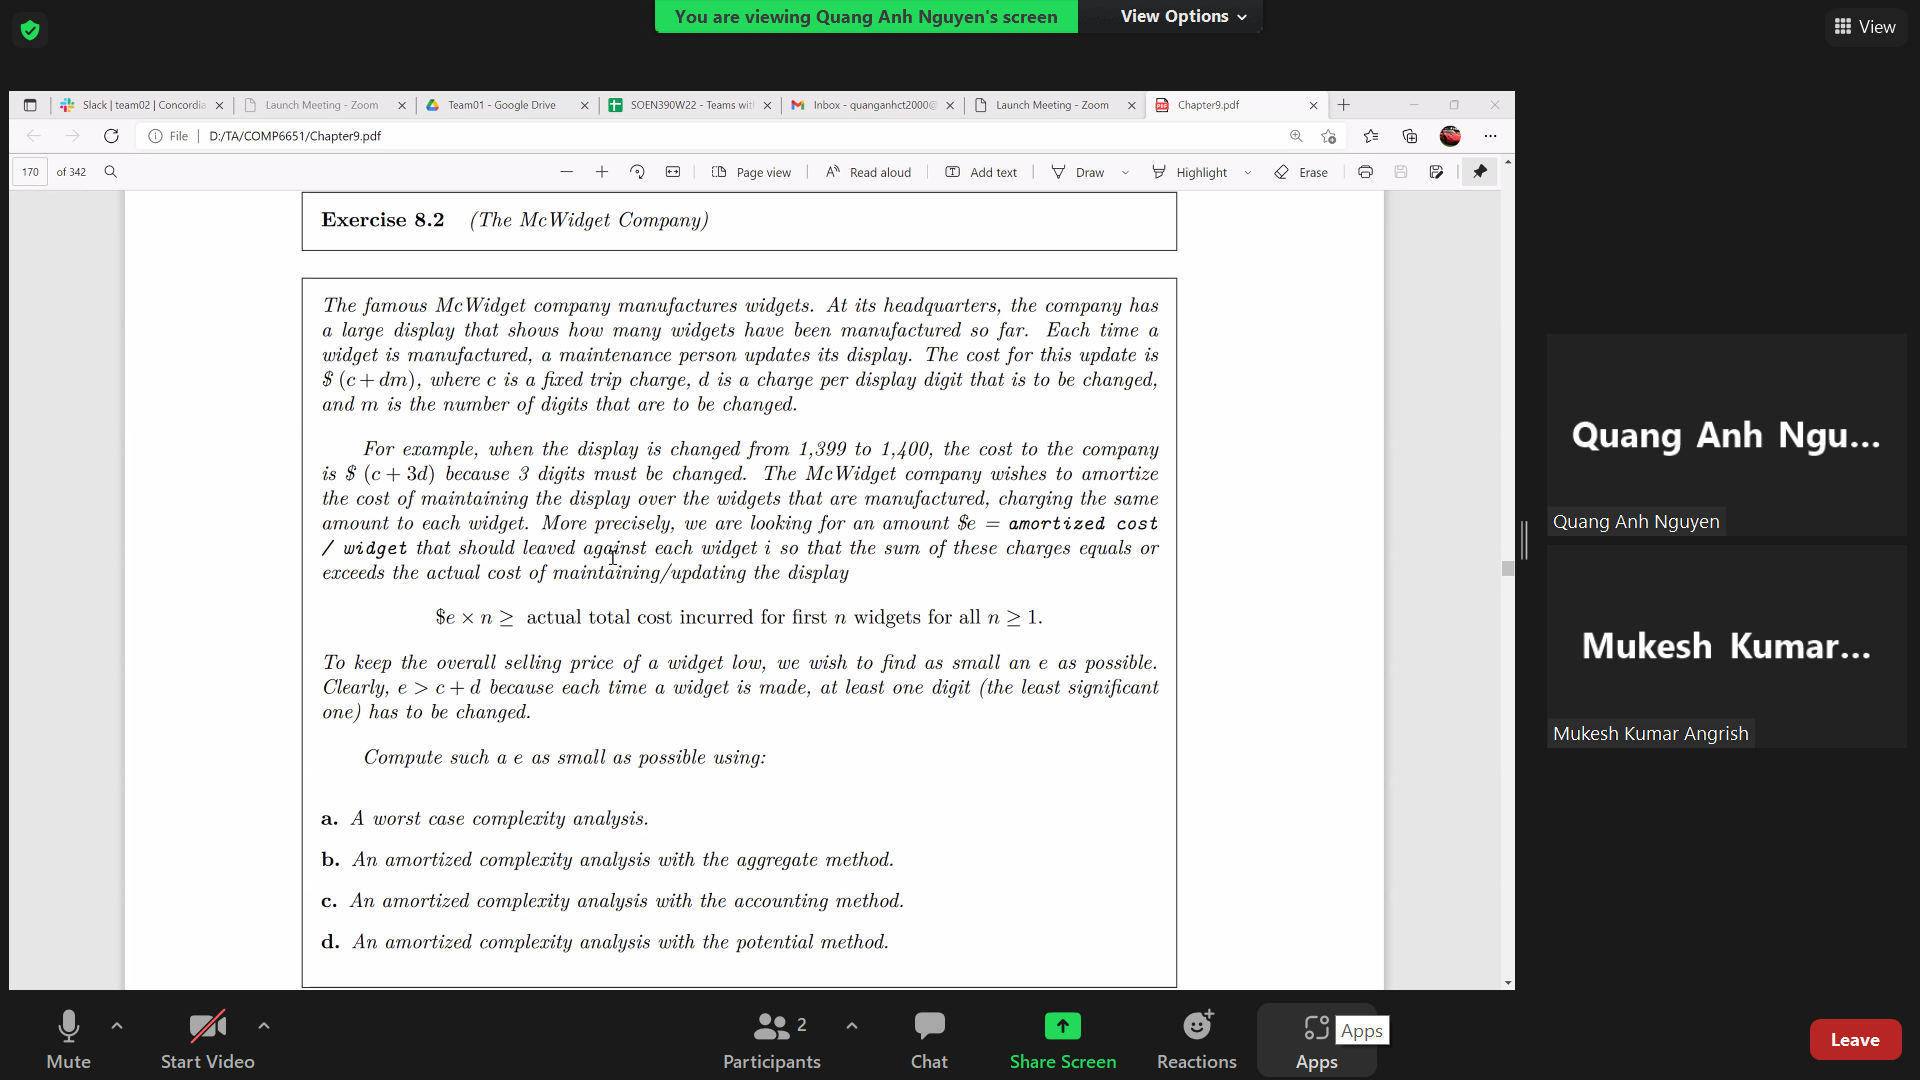 You are viewing Quang Anh Nguyen's screen
View Options
View
Slack | team02 | Concordia
Launch Meeting - Zoom
Team01 - Google Drive
SOEN390W22 - Teams wit
Inbox - quanganhct2000@
Launch Meeting - Zoom
Chapter9.pdf
File | D:/TA/COMP6651/Chapter9.pdf
170 of 342
Page view
Read aloud
Add text
Draw
Highlight
Erase
Exercise 8.2 (The McWidget Company)
The famous McWidget company manufactures widgets. At its headquarters, the company has
a large display that shows how many widgets have been manufactured so far. Each time a
widget is manufactured, a maintenance person updates its display. The cost for this update is
$ (c + dm), where c is a fixed trip charge, d is a charge per display digit that is to be changed,
and m is the number of digits that are to be changed.
For example, when the display is changed from 1,399 to 1,400, the cost to the company
is $ (c + 3d) because 3 digits must be changed. The McWidget company wishes to amortize
the cost of maintaining the display over the widgets that are manufactured, charging the same
amount to each widget. More precisely, we are looking for an amount $e = amortized cost
/ widget that should leaved against each widget i so that the sum of these charges equals or
exceeds the actual cost of maintaining/updating the display
$e × n ≥ actual total cost incurred for first n widgets for all n ≥ 1.
To keep the overall selling price of a widget low, we wish to find as small an e as possible.
Clearly, e > c + d because each time a widget is made, at least one digit (the least significant
one) has to be changed.
Compute such a e as small as possible using:
a. A worst case complexity analysis.
b. An amortized complexity analysis with the aggregate method.
c. An amortized complexity analysis with the accounting method.
d. An amortized complexity analysis with the potential method.
Quang Anh Ngu...
Quang Anh Nguyen
Mukesh Kumar...
Mukesh Kumar Angrish
Mute
Start Video
2
Participants
Chat
Share Screen
Reactions
Apps
Apps
Leave